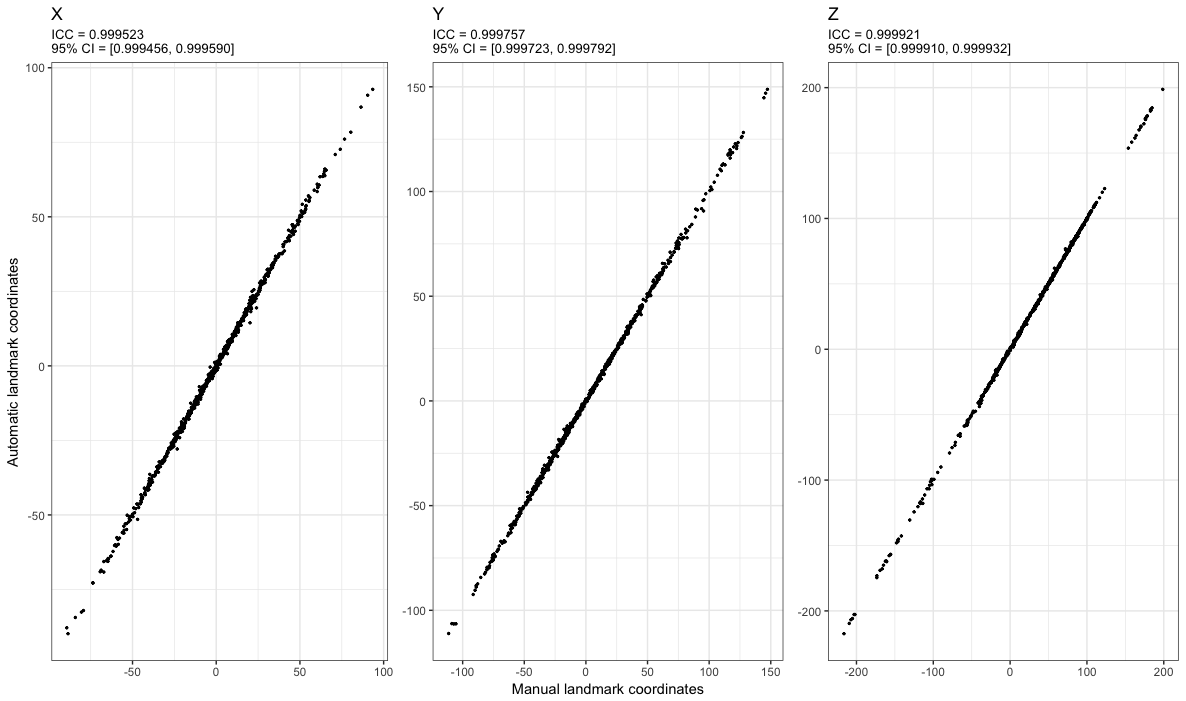 X
ICC = 0.999523
95% CI = [0.999456, 0.999590]
Y
ICC = 0.999757
95% CI = [0.999723, 0.999792]
Z
ICC = 0.999921
95% CI = [0.999910, 0.999932]
Automatic landmark coordinates
100
50
0
-50
-50
0
50
100
150
100
50
0
-50
-100
-100
-50
0
50
100
150
200
100
0
-100
-200
-200
-100
0
100
200
Manual landmark coordinates